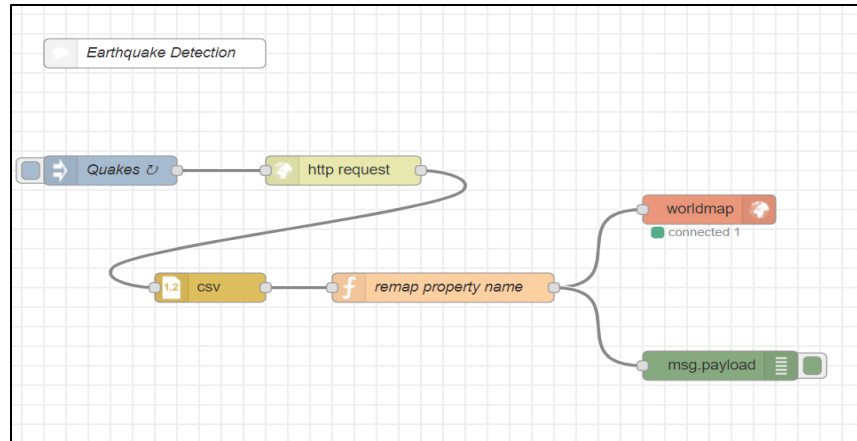 Earthquake Detection
Quakes ↻
http request
worldmap
connected 1
1,2 csv
f remap property name
msg.payload